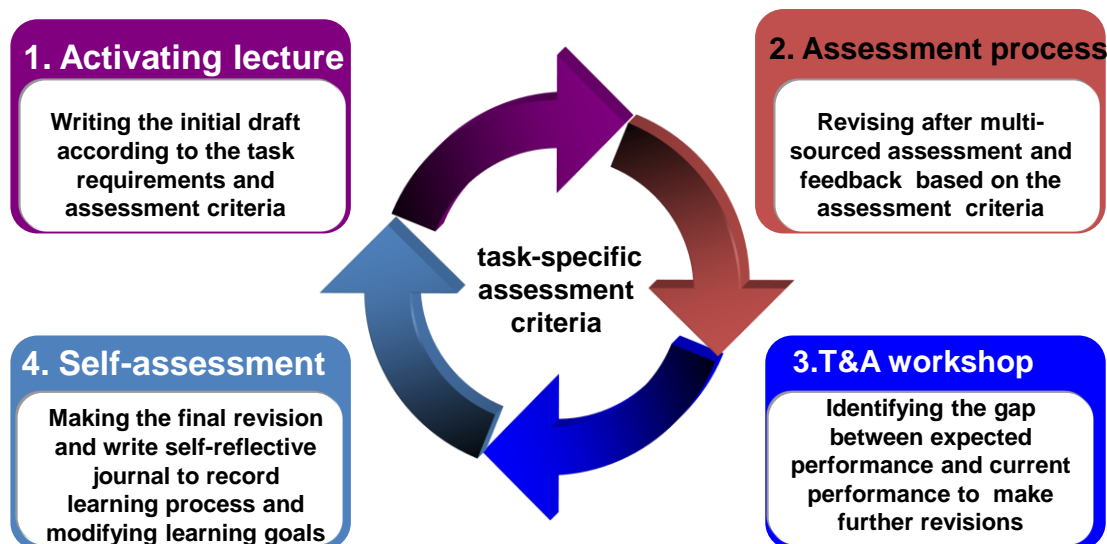 1. Activating lecture
Writing the initial draft
according to the task
requirements and
assessment criteria
2. Assessment process
Revising after multi-
sourced assessment and
feedback based on the
assessment criteria
task-specific
assessment
criteria
3.T&A workshop
Identifying the gap
between expected
performance and current
performance to make
further revisions
4. Self-assessment
Making the final revision
and write self-reflective
journal to record
learning process and
modifying learning goals